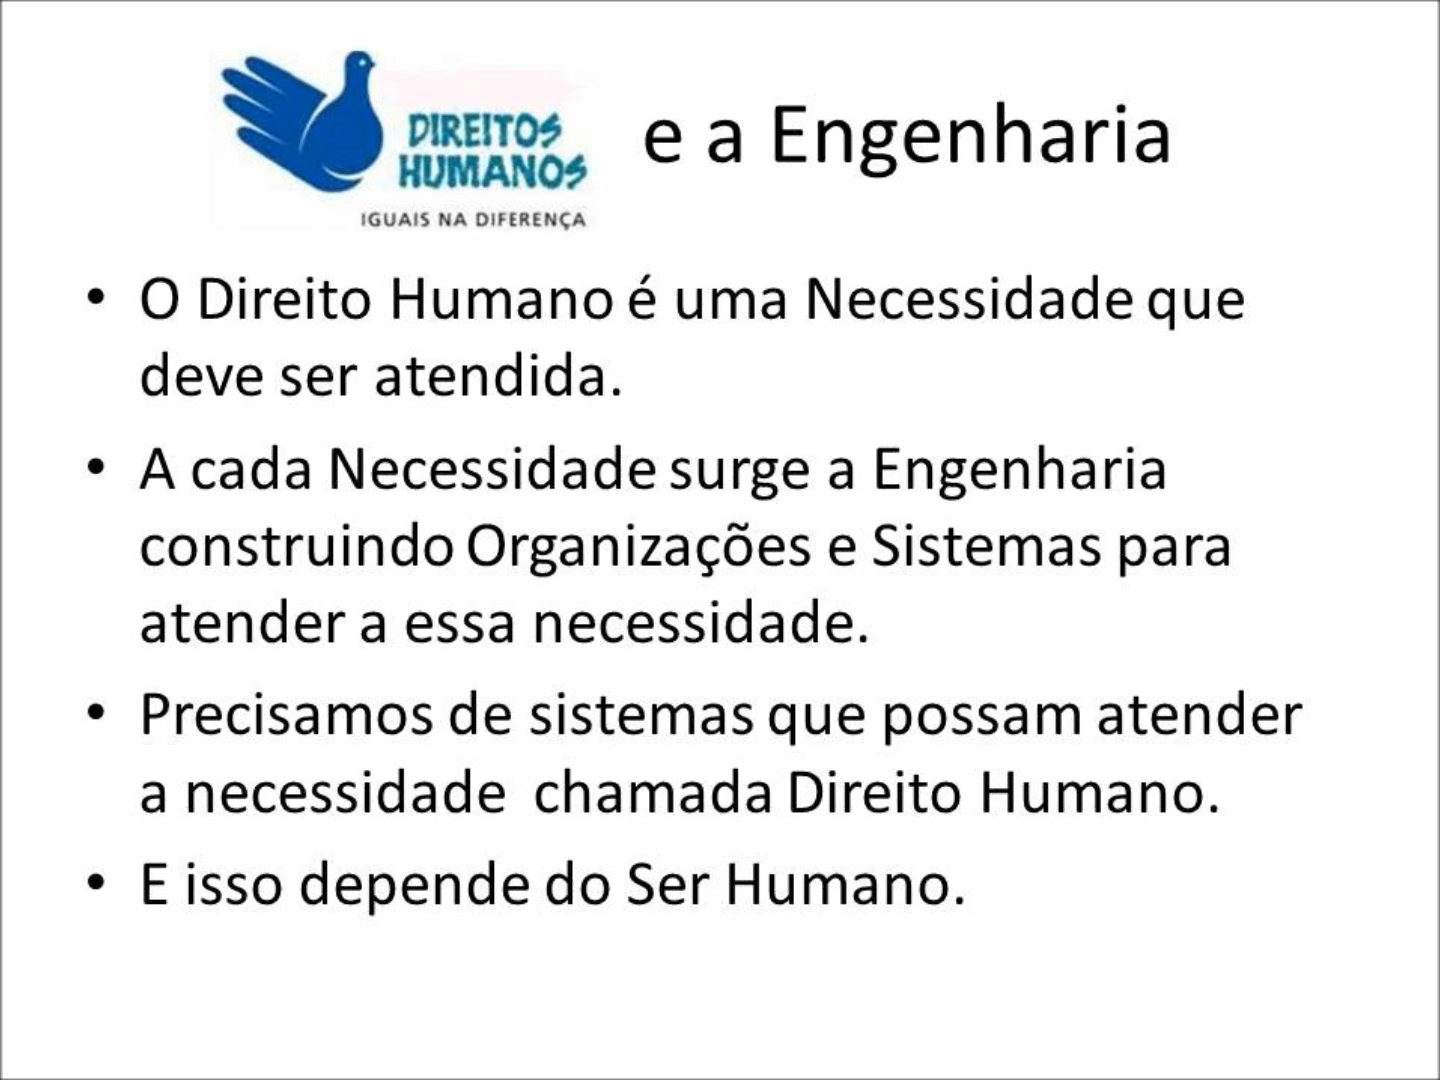 DIREITOS
HUMANOS
IGUAIS NA DIFERENÇA
e a Engenharia
• O Direito Humano é uma Necessidade que
deve ser atendida.
• A cada Necessidade surge a Engenharia
construindo Organizações e Sistemas para
atender a essa necessidade.
• Precisamos de sistemas que possam atender
a necessidade chamada Direito Humano.
• E isso depende do Ser Humano.